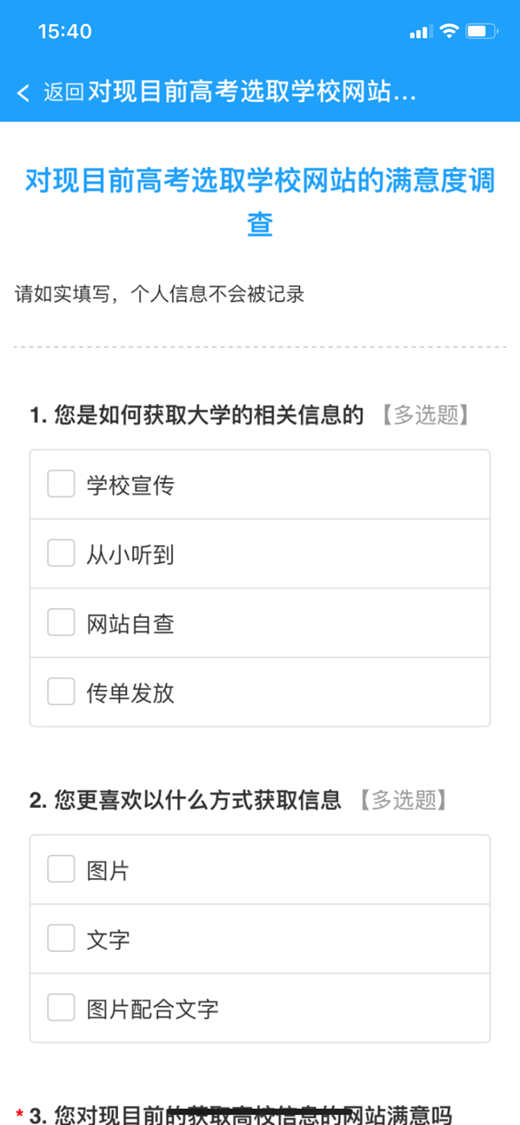 15:40
返回 对现目前高考选取学校网站...
对现目前高考选取学校网站的满意度调
查
请如实填写，个人信息不会被记录
1. 您是如何获取大学的相关信息的 【多选题】
学校宣传
从小听到
网站自查
传单发放
2. 您更喜欢以什么方式获取信息 【多选题】
图片
文字
图片配合文字
* 3. 您对现目前的获取高校信息的网站满意吗